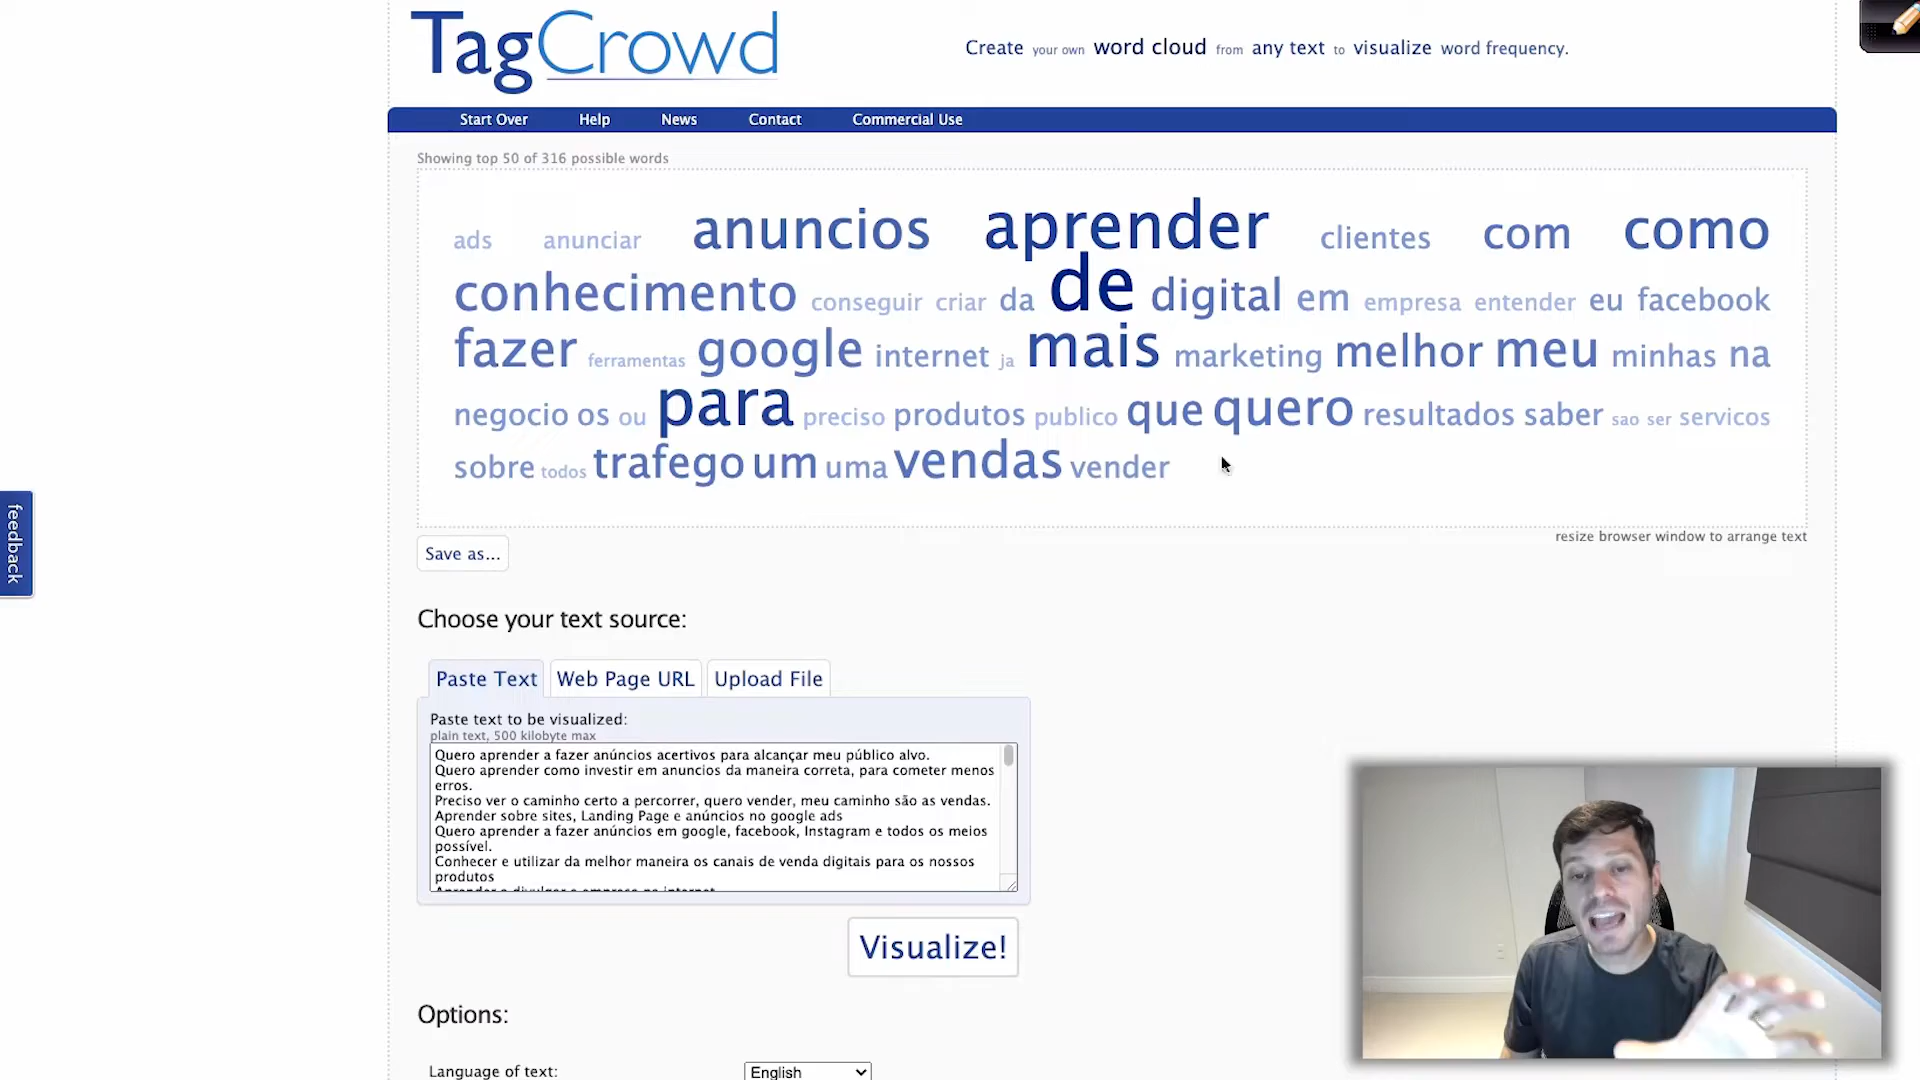 TagCrowd
Create your own word cloud from any text to visualize word frequency.
Start Over Help News Contact Commercial Use
Showing top 50 of 316 possible words
ads anunciar anuncios aprender clientes com como
conhecimento conseguir criar da de digital em empresa entender eu facebook
fazer ferramentas google internet ja mais marketing melhor meu minhas na
negocio os ou para preciso produtos publico que quero resultados saber sao ser servicos
sobre todos trafego um uma vendas vender
resize browser window to arrange text
Save as...
feedback
Choose your text source:
Paste Text Web Page URL Upload File
Paste text to be visualized:
plain text, 500 kilobyte max
Quero aprender a fazer anúncios acertivos para alcançar meu público alvo.
Quero aprender como investir em anuncios da maneira correta, para cometer menos
erros.
Preciso ver o caminho certo a percorrer, quero vender, meu caminho são as vendas.
Aprender sobre sites, Landing Page e anúncios no google ads
Quero aprender a fazer anúncios em google, facebook, Instagram e todos os meios
possível.
Conhecer e utilizar da melhor maneira os canais de venda digitais para os nossos
produtos
Visualize!
Options:
Language of text: English